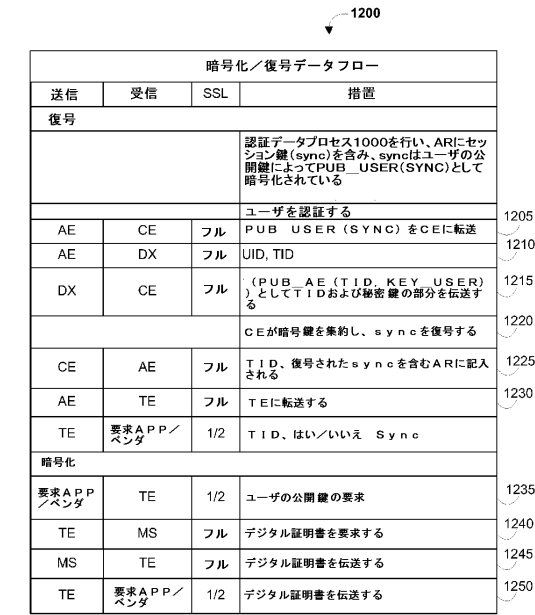 1200
暗号化／復号データフロー
送信 受信 SSL 措置
復号
認証データプロセス1000を行い、ARにセッ
ション鍵(sync)を含み、syncはユーザの公
開鍵によってPUB＿USER(SYNC)として
暗号化されている
ユーザを認証する
AE CE フル PUB USER (SYNC) をCEに転送 1205
AE DX フル UID, TID 1210
DX CE フル (PUB＿AE (TID, KEY＿USER)
)としてTIDおよび秘密鍵の部分を伝送す
る 1215
CEが暗号鍵を集約し、syncを復号する 1220
CE AE フル TID、復号されたsyncを含むARに記入
される 1225
AE TE フル TEに転送する 1230
TE 要求APP／
ベンダ 1/2 TID、はい／いいえ Sync
暗号化
要求APP
／ベンダ TE 1/2 ユーザの公開鍵の要求 1235
TE MS フル デジタル証明書を要求する 1240
MS TE フル デジタル証明書を伝送する 1245
TE 要求APP／
ベンダ 1/2 デジタル証明書を伝送する 1250